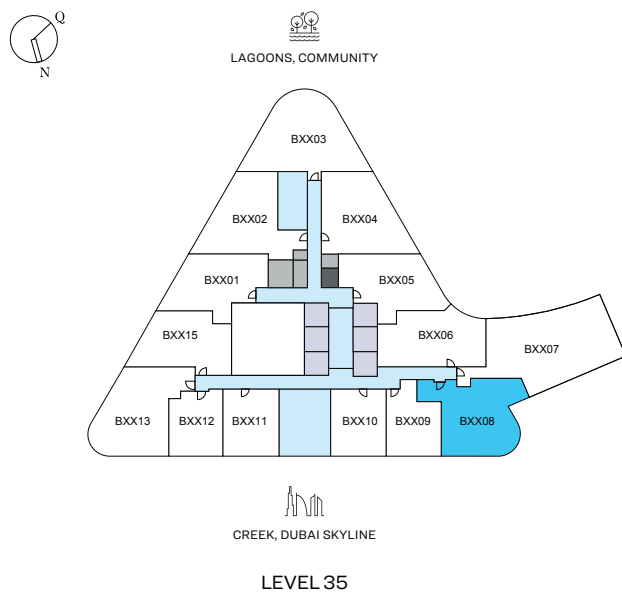 Q
N
LAGOONS, COMMUNITY
BXX03
BXX02
BXX04
BXX01
BXX05
BXX15
BXX06
BXX07
BXX13
BXX12
BXX11
BXX10
BXX09
BXX08
CREEK, DUBAI SKYLINE
LEVEL 35